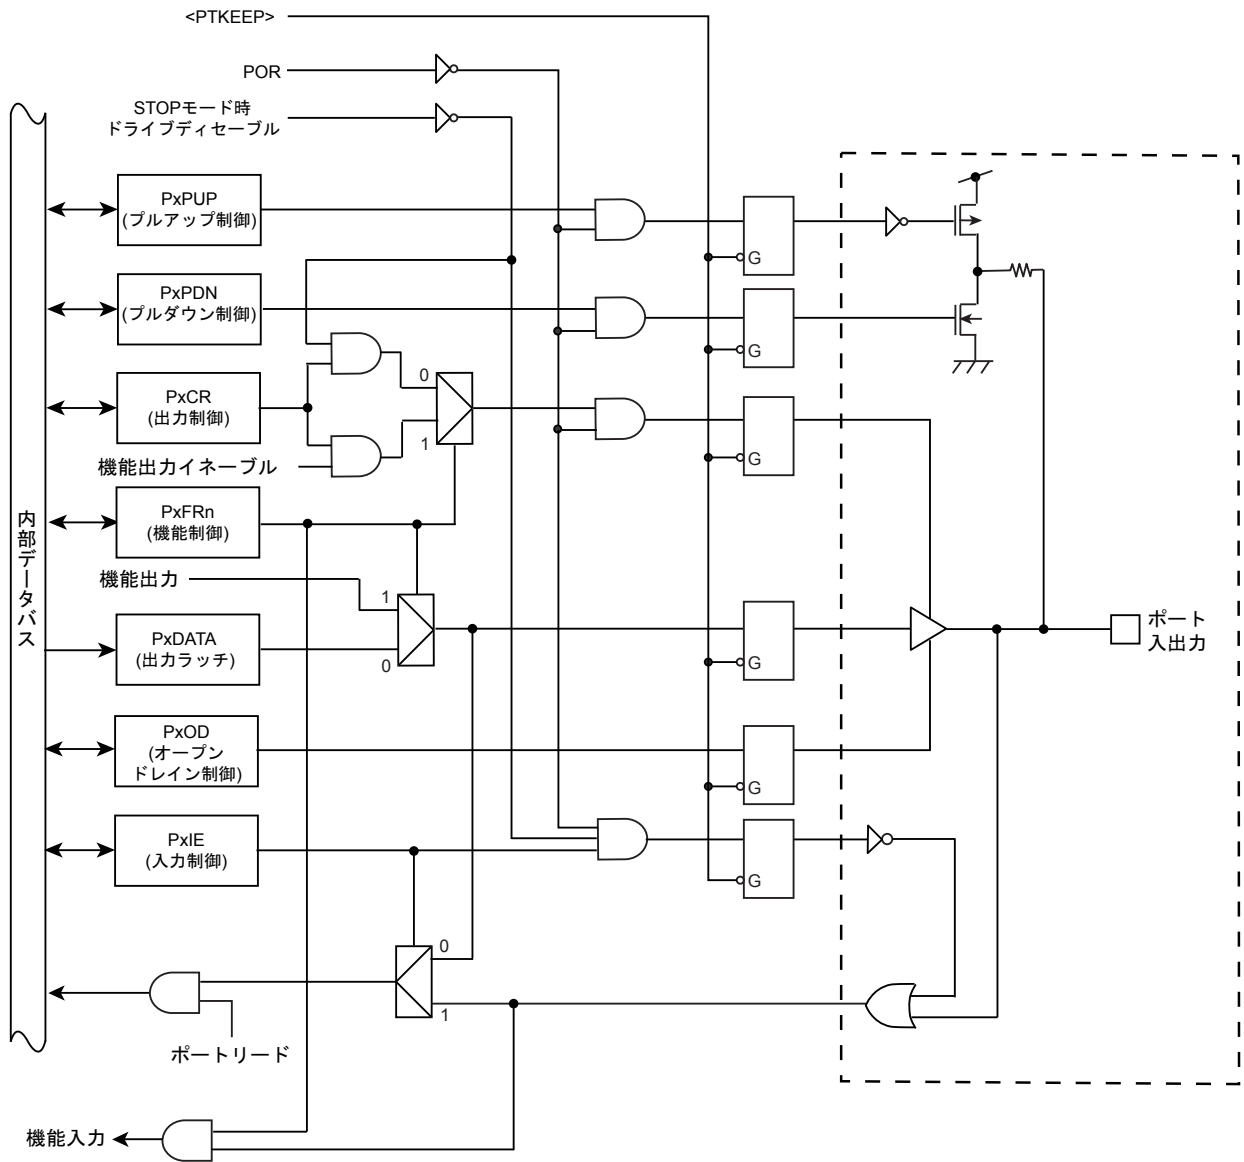 <PTKEEP>
POR
STOPモード時
ドライブディセーブル
PxPUP
(プルアップ制御)
G
PxPDN
(プルダウン制御)
G
0
PxCR
(出力制御)
1
G
機能出力イネーブル
内部データバス
PxFRn
(機能制御)
機能出力
1
PxDATA
(出力ラッチ)
0
G
ポート
入出力
PxOD
(オープン
ドレイン制御)
G
PxIE
(入力制御)
G
0
1
ポートリード
機能入力